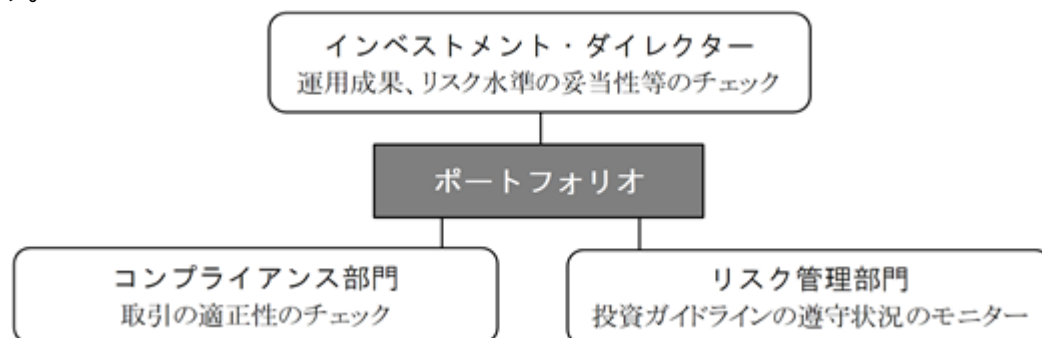 す。
インベストメント・ダイレクター
運用成果、リスク水準の妥当性等のチェック
ポートフォリオ
コンプライアンス部門
取引の適正性のチェック
リスク管理部門
投資ガイドラインの遵守状況のモニター